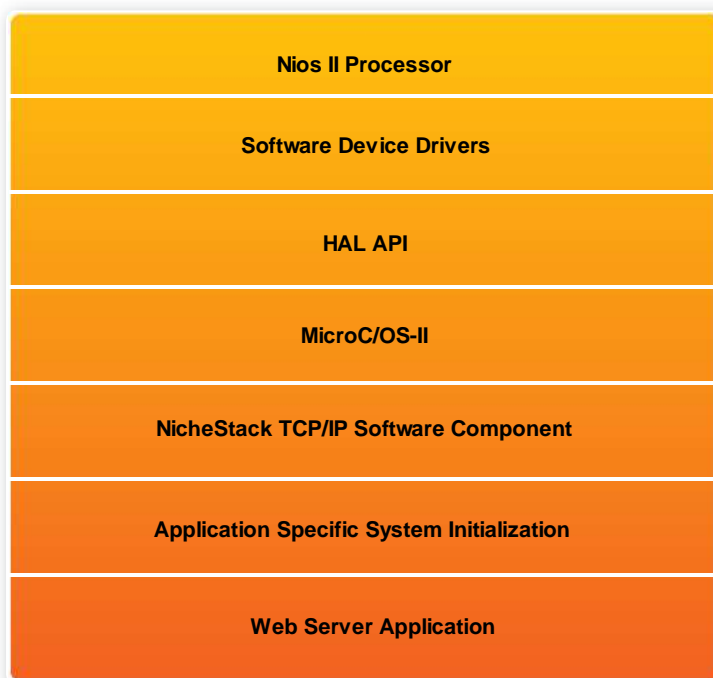 Nios II Processor
Software Device Drivers
HAL API
MicroC/OS-II
NicheStack TCP/IP Software Component
Application Specific System Initialization
Web Server Application